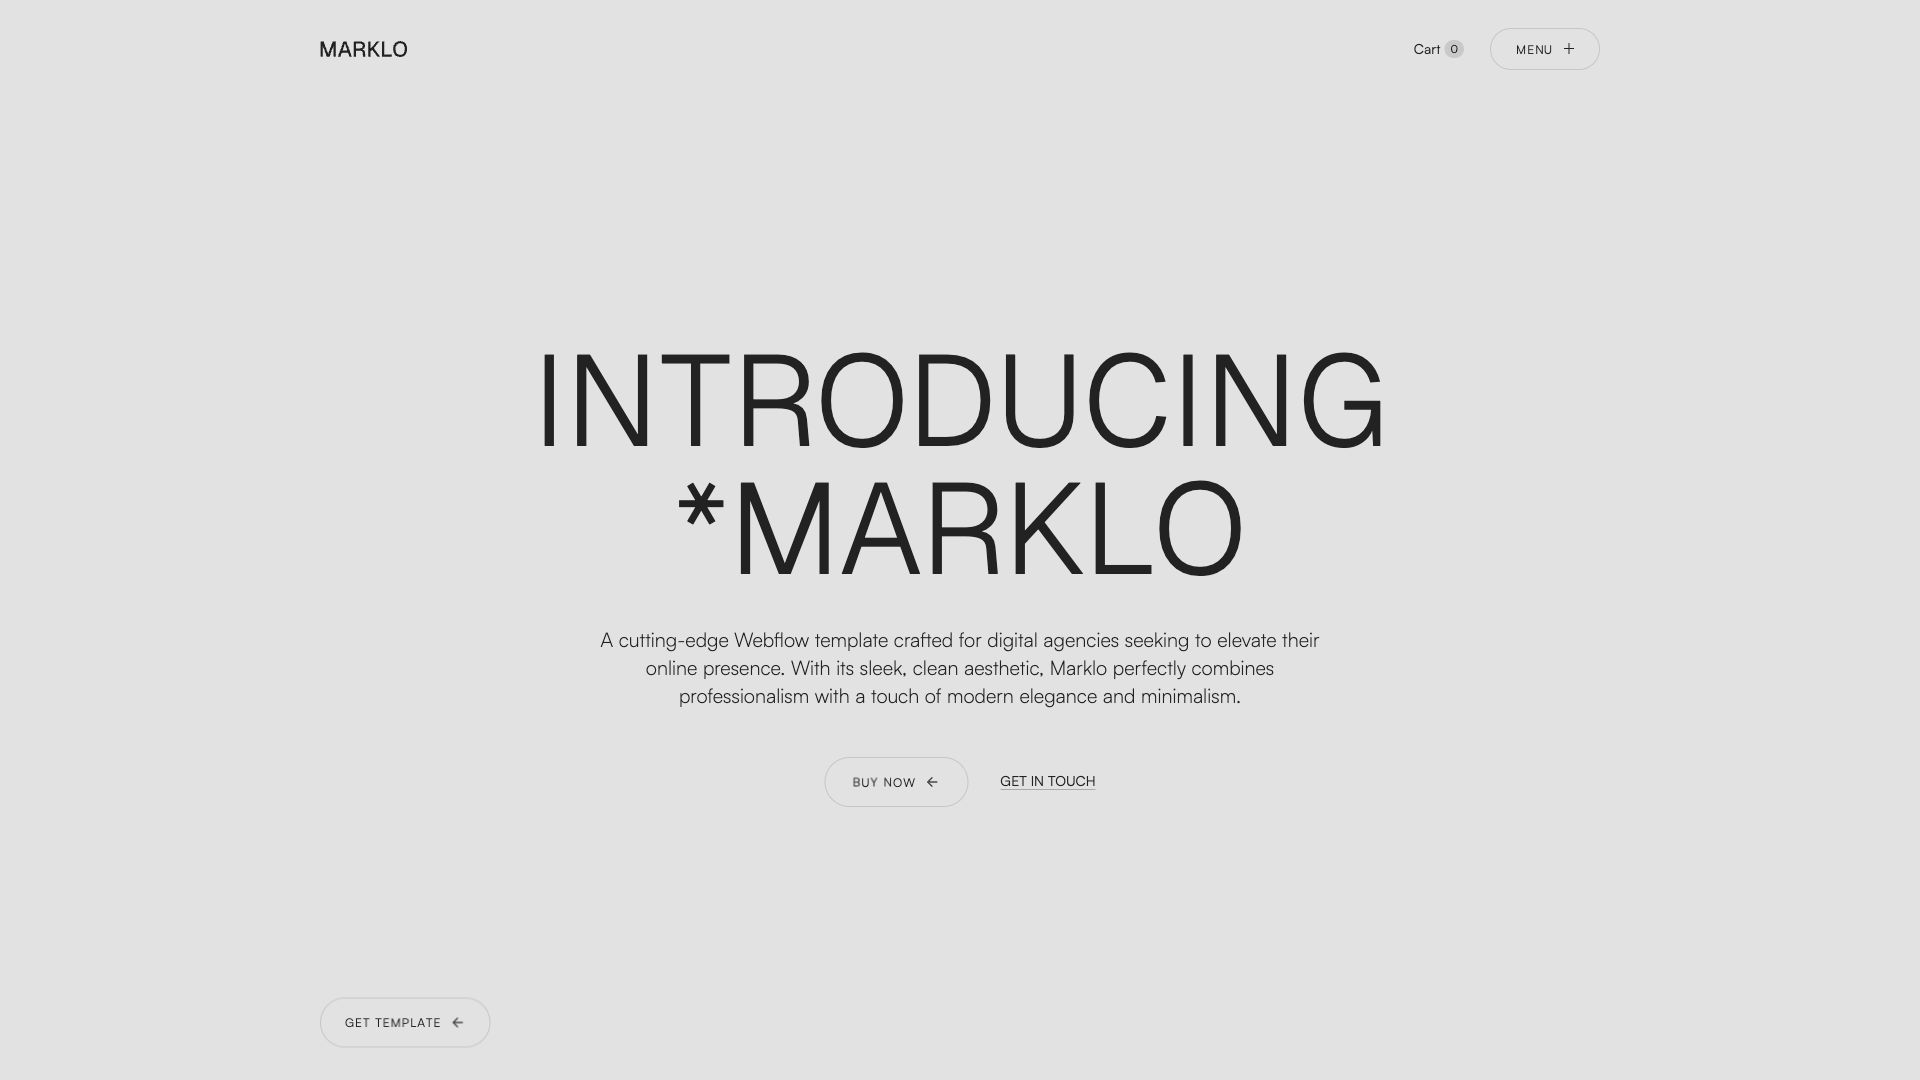 MARKLO
Cart 0
MENU
INTRODUCING
*MARKLO
A cutting-edge Webflow template crafted for digital agencies seeking to elevate their
online presence. With its sleek, clean aesthetic, Marklo perfectly combines
professionalism with a touch of modern elegance and minimalism.
BUY NOW
GET IN TOUCH
GET TEMPLATE